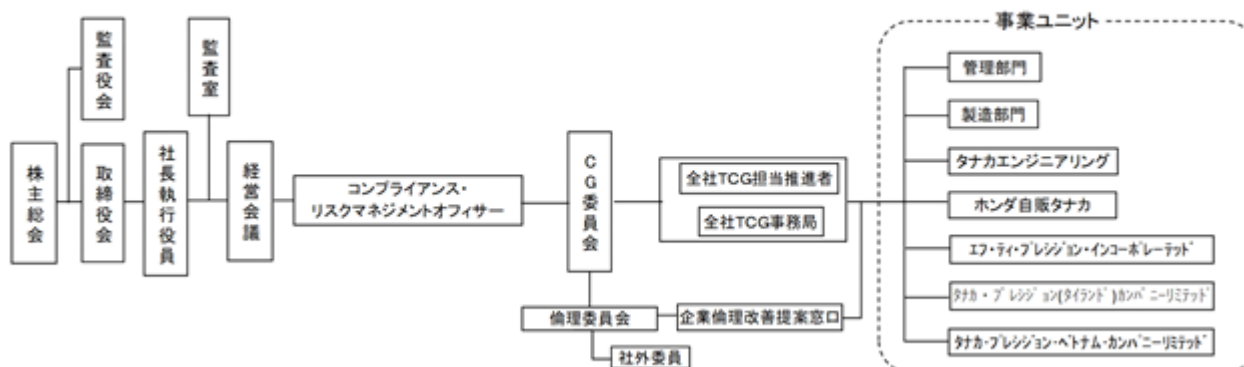 株主総会
監査役会
取締役会
社長執行役員
監査室
経営会議
コンプライアンス・
リスクマネジメントオフィサー
CG委員会
倫理委員会
社外委員
全社TCG担当推進者
全社TCG事務局
企業倫理改善提案窓口
事業ユニット
管理部門
製造部門
タナカエンジニアリング
ホンダ自販タナカ
エフ・ティ・プレシジョン・インコーポレーテッド
タナカ・プレシジョン(タイランド)カンパニーリミテッド
タナカ・プレシジョン・ベトナム・カンパニーリミテッド